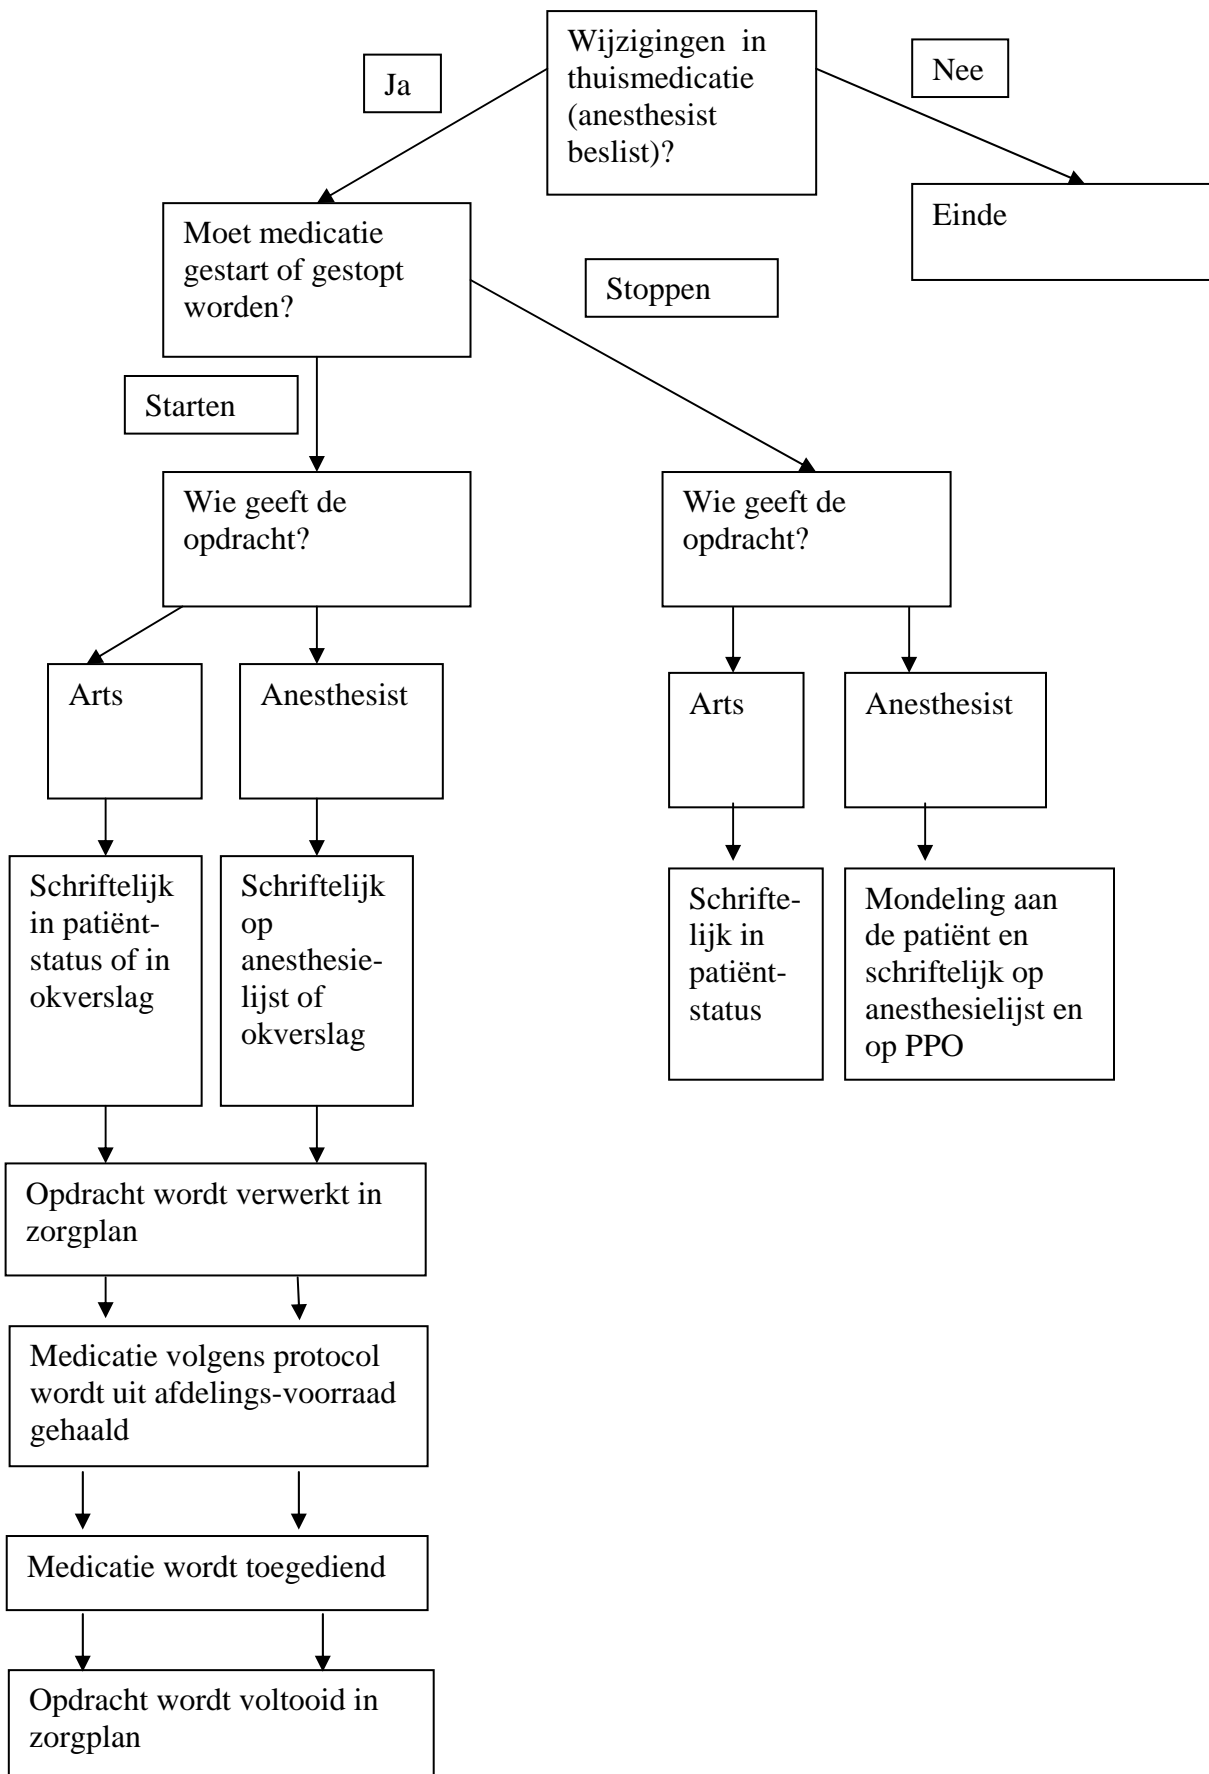 Wijzigingen in
thuismedicatie
(anesthesist
beslist)?
Ja
Nee
Einde
Moet medicatie
gestart of gestopt
worden?
Stoppen
Starten
Wie geeft de
opdracht?
Wie geeft de
opdracht?
Arts
Anesthesist
Arts
Anesthesist
Schriftelijk
in patiënt-
status of in
okverslag
Schriftelijk
op
anesthesie-
lijst of
okverslag
Schrifte-
lijk in
patiënt-
status
Mondeling aan
de patiënt en
schriftelijk op
anesthesielijst en
op PPO
Opdracht wordt verwerkt in
zorgplan
Medicatie volgens protocol
wordt uit afdelings-voorraad
gehaald
Medicatie wordt toegediend
Opdracht wordt voltooid in
zorgplan